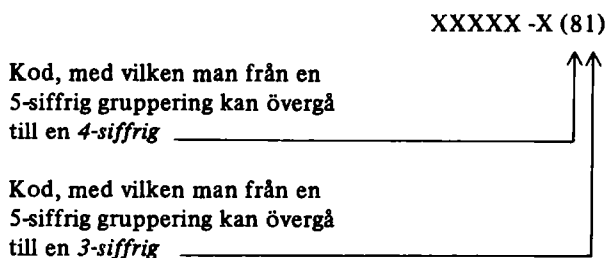 XXXXX -X (81)
Kod, med vilken man från en
5-siffrig gruppering kan övergå
till en 4-siffrig
Kod, med vilken man från en
5-siffrig gruppering kan övergå
till en 3-siffrig